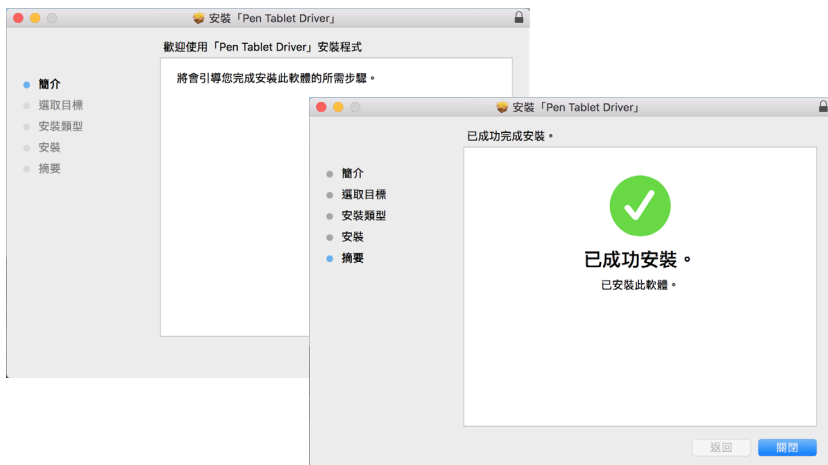 安裝「Pen Tablet Driver」
歡迎使用「Pen Tablet Driver」安裝程式
將會引導您完成安裝此軟體的所需步驟。
簡介
選取目標
安裝類型
安裝
摘要
安裝「Pen Tablet Driver」
已成功完成安裝。
簡介
選取目標
安裝類型
安裝
摘要
已成功安裝。
已安裝此軟體。
返回
關閉